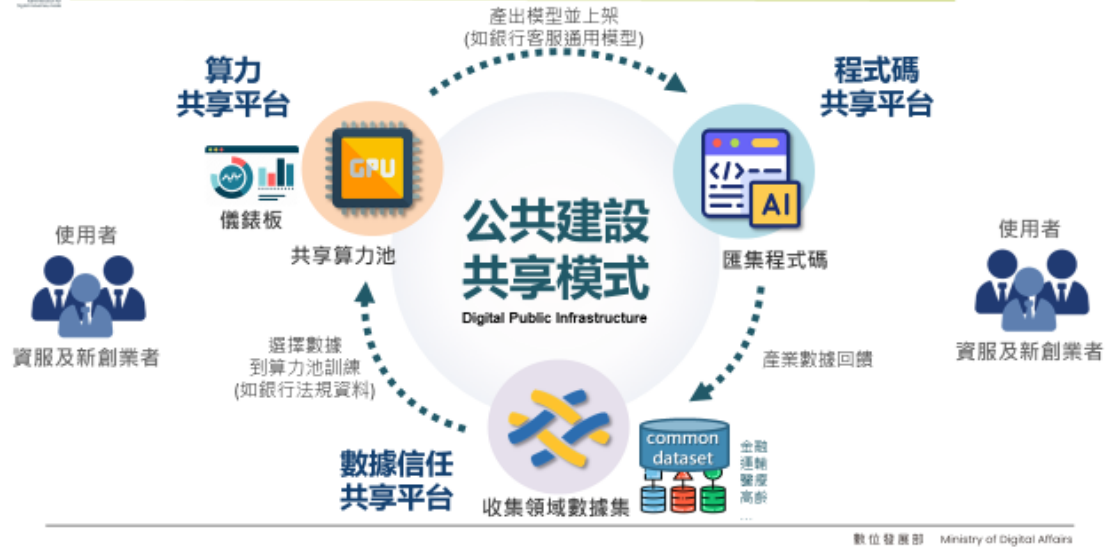 產出模型並上架
(如銀行客服通用模型)
算力
共享平台
程式碼
共享平台
GPU
</>
AI
儀錶板
共享算力池
匯集程式碼
使用者
資服及新創業者
公共建設
共享模式
Digital Public Infrastructure
使用者
資服及新創業者
選擇數據
到算力池訓練
(如銀行法規資料)
產業數據回饋
數據信任
共享平台
收集領域數據集
common
dataset
金融
運輸
醫療
高齡
...
數位發展部 Ministry of Digital Affairs